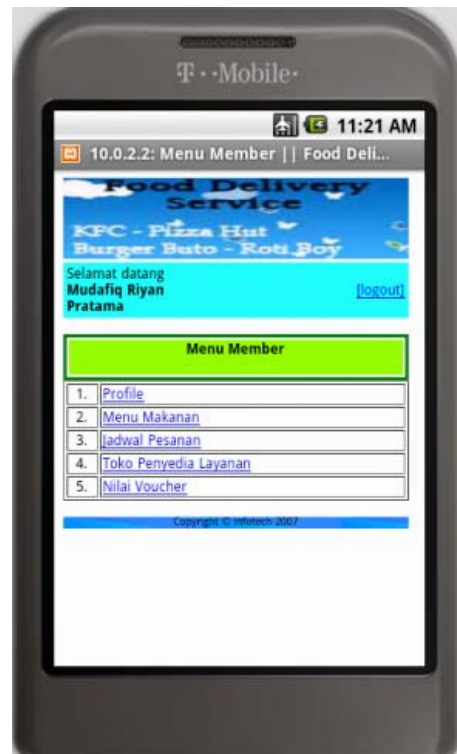 T··Mobile·
11:21 AM
10.0.2.2: Menu Member || Food Deli...
Food Delivery
Service
KFC - Pizza Hut
Burger Buto - Roti Boy
Selamat datang
Mudafiq Riyan
Pratama
[logout]
Menu Member
1. Profile
2. Menu Makanan
3. Jadwal Pesanan
4. Toko Penyedia Layanan
5. Nilai Voucher
Copyright © infotech 2007